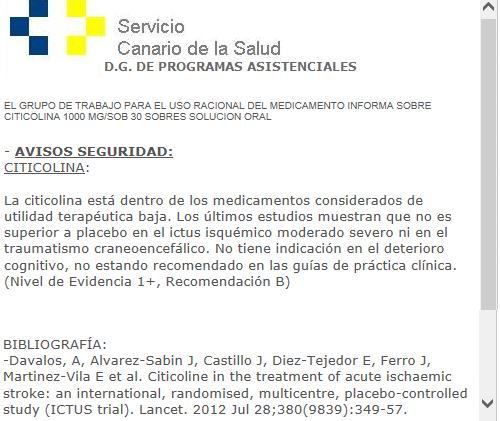 Servicio
Canario de la Salud
D.G. DE PROGRAMAS ASISTENCIALES
EL GRUPO DE TRABAJO PARA EL USO RACIONAL DEL MEDICAMENTO INFORMA SOBRE
CITICOLINA 1000 MG/SOB 30 SOBRES SOLUCION ORAL
- AVISOS SEGURIDAD:
CITICOLINA:
La citicolina está dentro de los medicamentos considerados de
utilidad terapéutica baja. Los últimos estudios muestran que no es
superior a placebo en el ictus isquémico moderado severo ni en el
traumatismo craneoencefálico. No tiene indicación en el deterioro
cognitivo, no estando recomendado en las guías de práctica clínica.
(Nivel de Evidencia 1+, Recomendación B)
BIBLIOGRAFÍA:
-Davalos, A, Alvarez-Sabin J, Castillo J, Diez-Tejedor E, Ferro J,
Martinez-Vila E et al. Citicoline in the treatment of acute ischaemic
stroke: an international, randomised, multicentre, placebo-controlled
study (ICTUS trial). Lancet. 2012 Jul 28;380(9839):349-57.